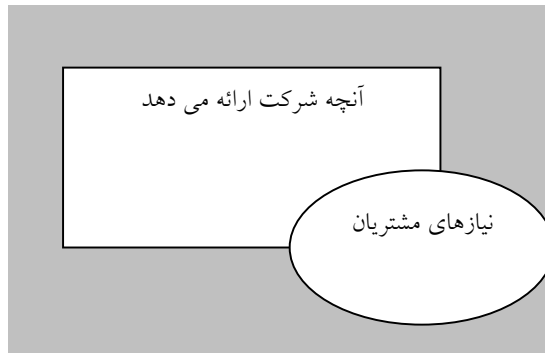 آنچه شرکت ارائه می دهد
نیازهای مشتریان